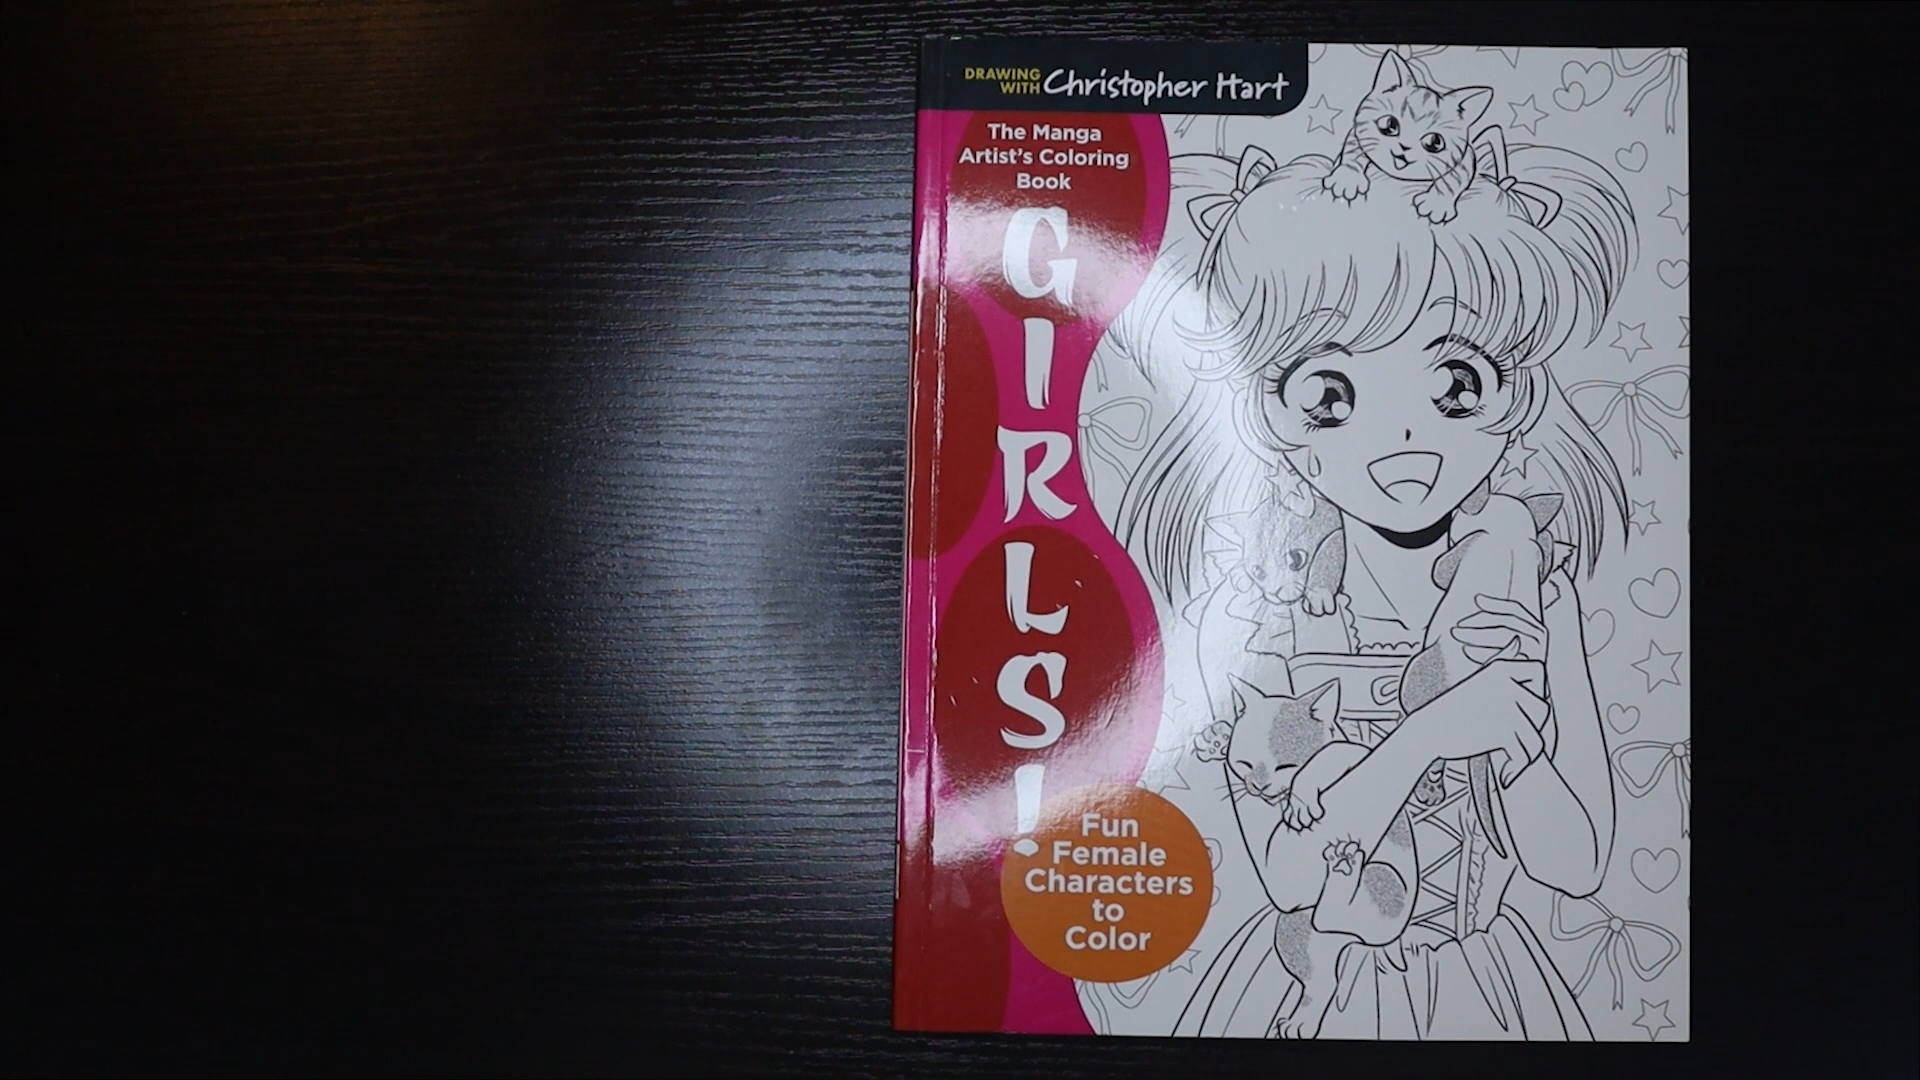 DRAWING
WITH Christopher Hart
The Manga
Artist's Coloring
Book
GIRLS!
Fun
Female
Characters
to
Color